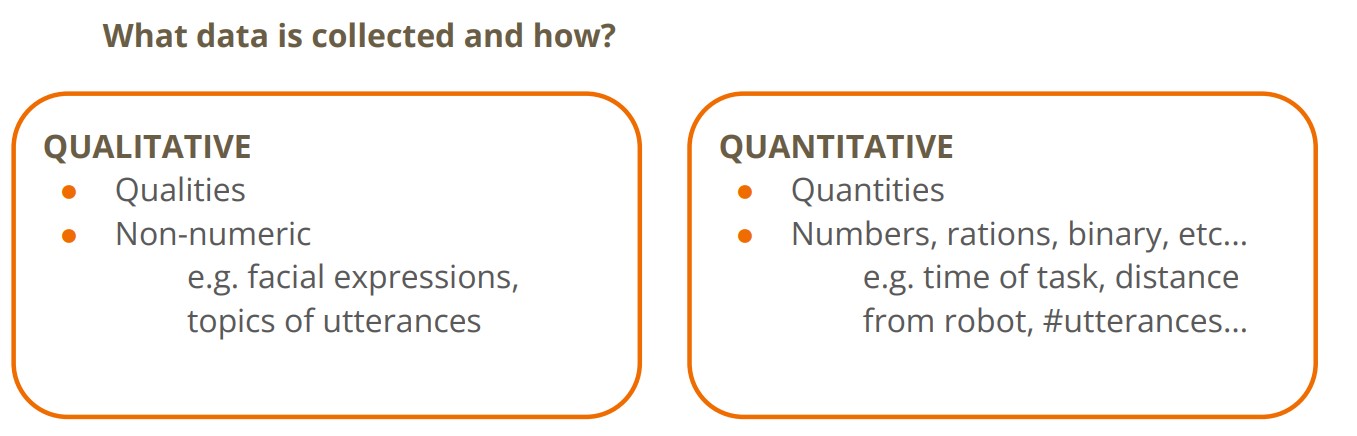 What data is collected and how?
QUALITATIVE
● Qualities
● Non-numeric
e.g. facial expressions,
topics of utterances
QUANTITATIVE
● Quantities
● Numbers, rations, binary, etc...
e.g. time of task, distance
from robot, #utterances...